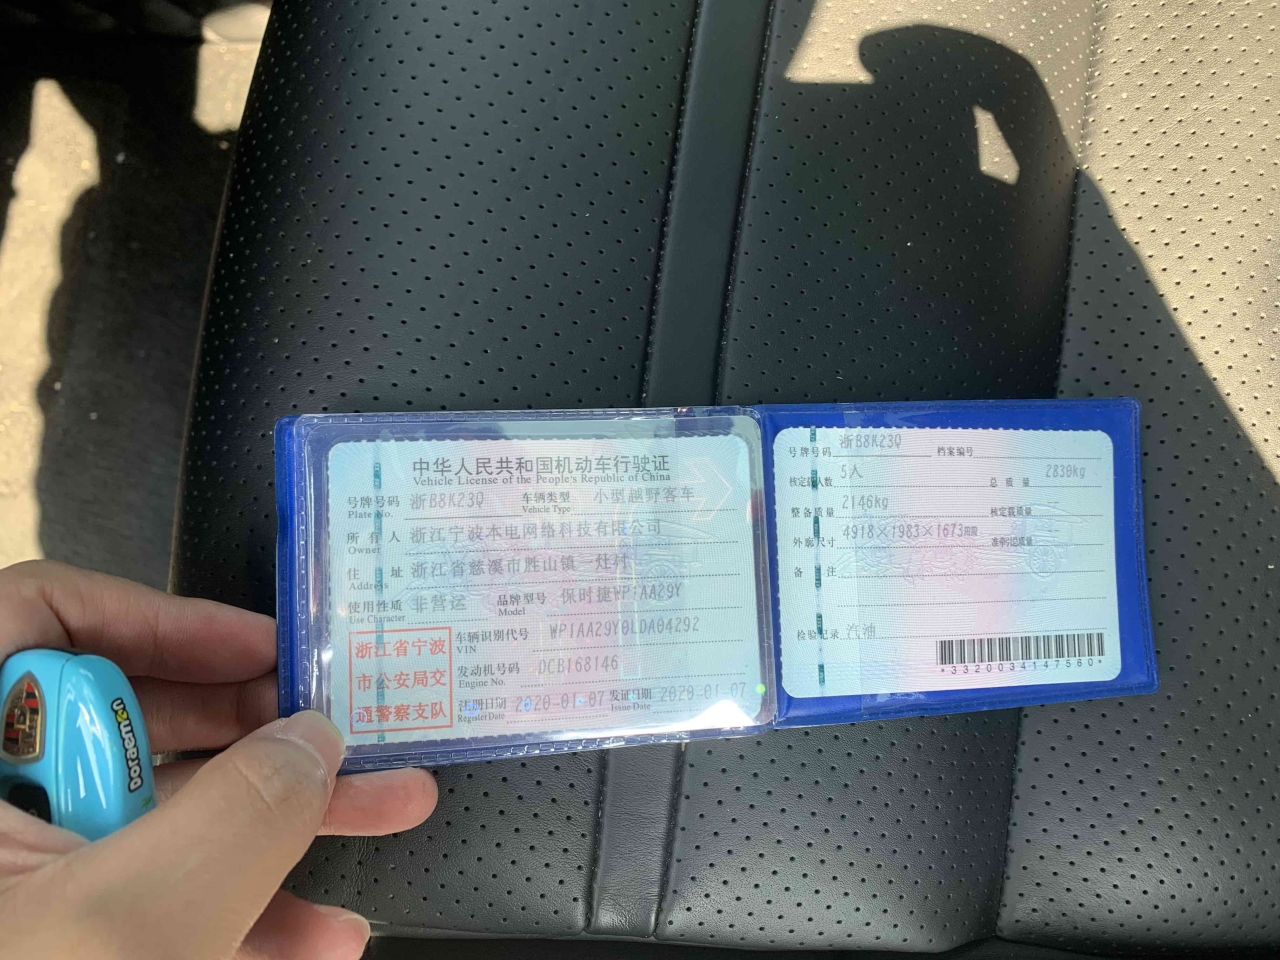 中华人民共和国机动车行驶证
Vehicle License of the People's Republic of China
号牌号码 浙B8K23Q 车辆类型 小型越野客车
Plate No. Vehicle Type
所有人 浙江宁波本电网络科技有限公司
Owner
住址 浙江省慈溪市胜山镇一灶村
Address
使用性质 非营运 品牌型号 保时捷WP1AA29Y
Use Character Model
浙江省宁波
市公安局交
通警察支队
车辆识别代号 WP1AA29Y0LDA04292
VIN
发动机号码 DCB168146
Engine No.
注册日期 2020-01-07 发证日期 2020-01-07
Register Date Issue Date
号牌号码 浙B8K23Q 档案编号
核定载人数 5人 总质量 2830kg
整备质量 2146kg 核定载质量 --
外廓尺寸 4918×1983×1673mm 准牵引总质量 --
备注
检验记录 汽油
*3320034147560*
Doraemon